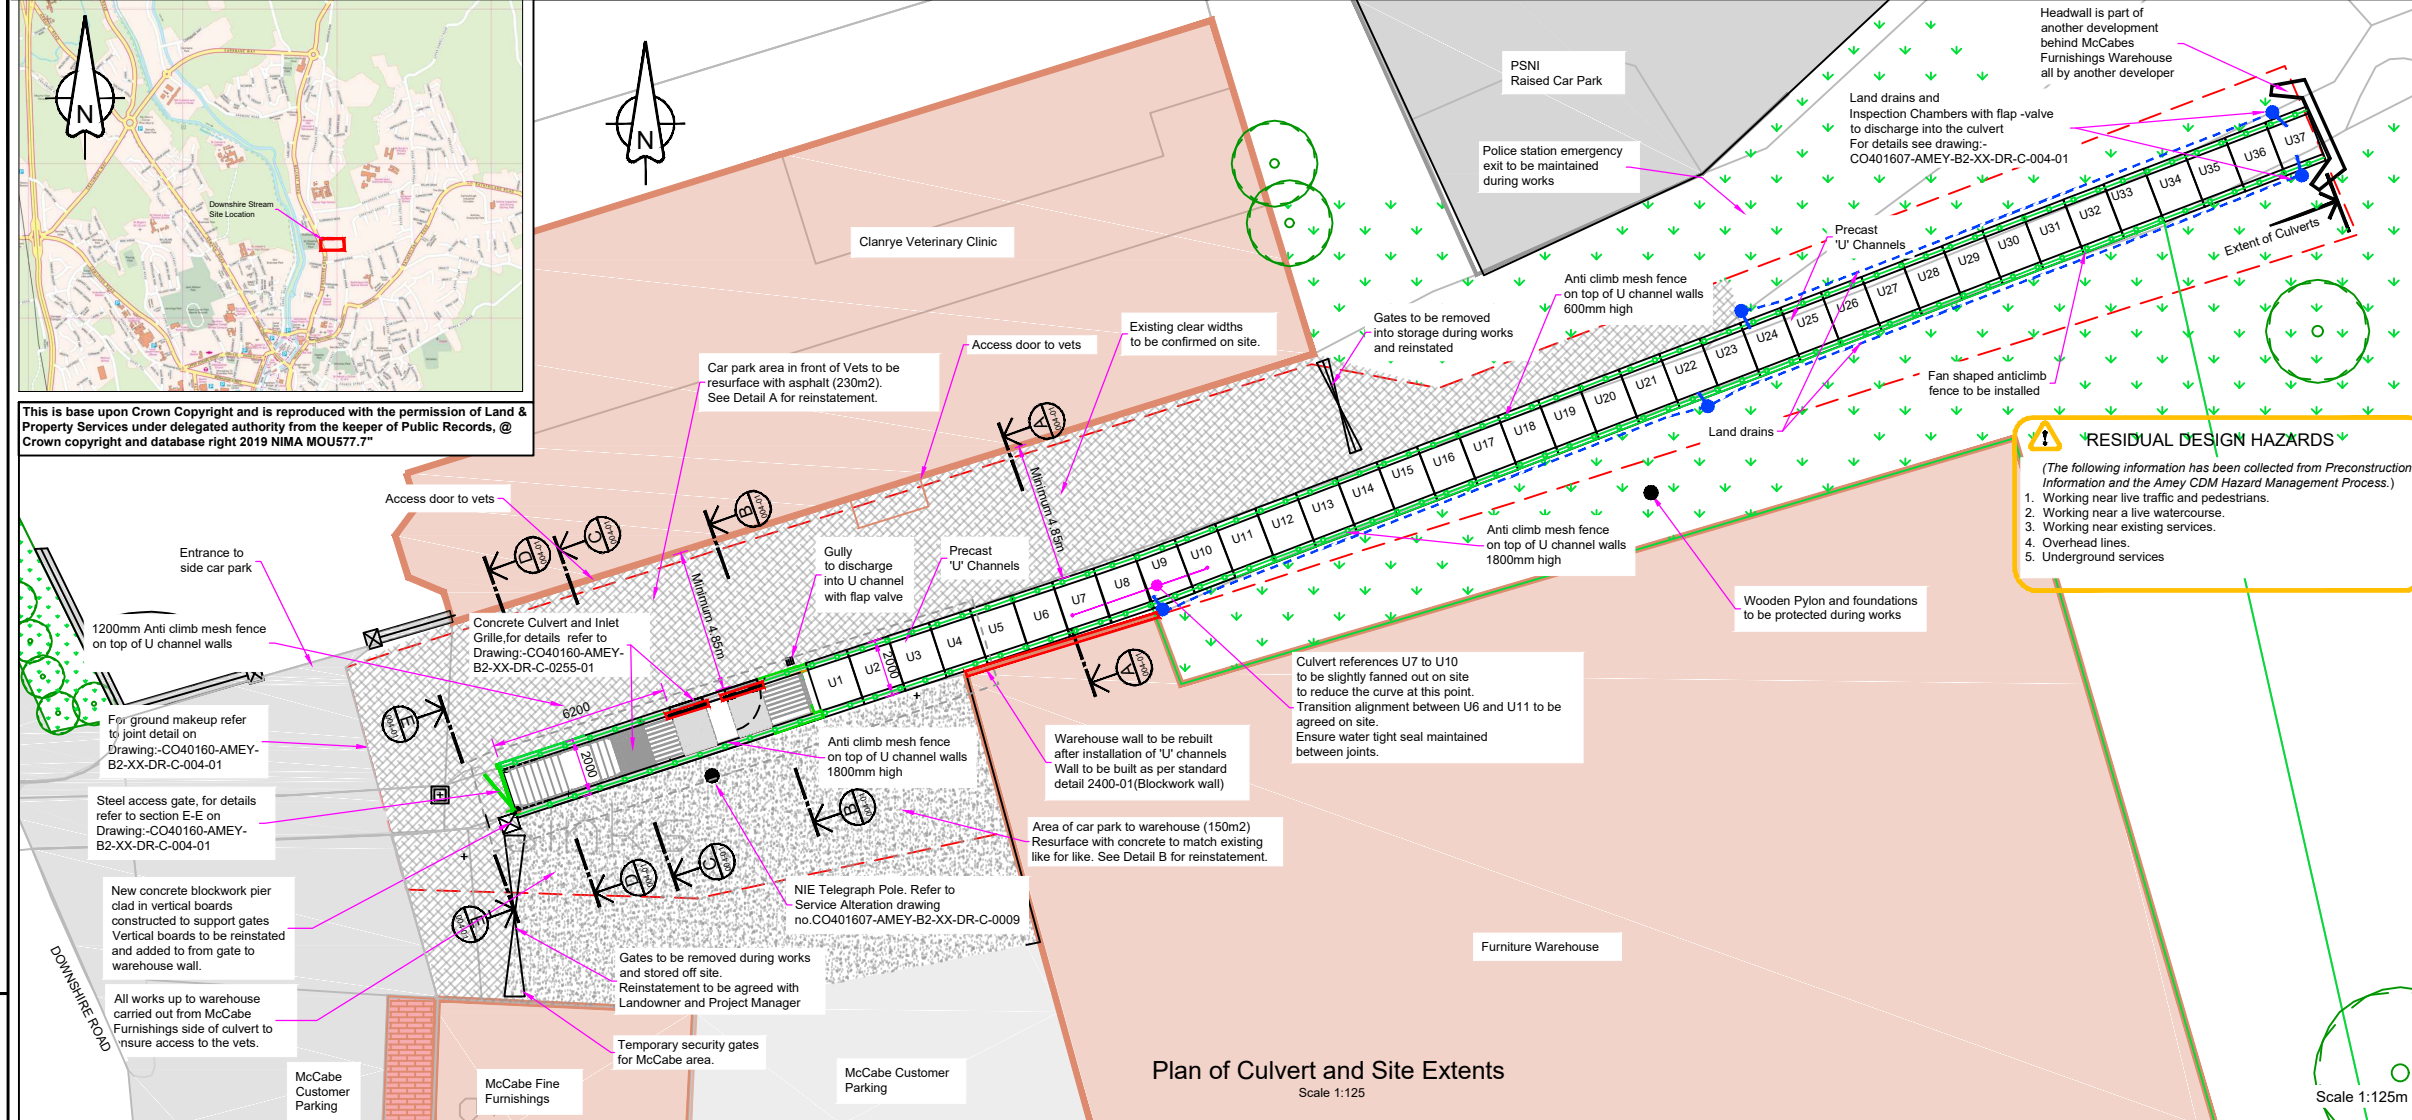 N
Downshire Stream
Site Location
This is base upon Crown Copyright and is reproduced with the permission of Land &
Property Services under delegated authority from the keeper of Public Records, @
Crown copyright and database right 2019 NIMA MOU577.7"
N
Clanrye Veterinary Clinic
PSNI
Raised Car Park
Police station emergency
exit to be maintained
during works
Headwall is part of
another development
behind McCabes
Furnishings Warehouse
all by another developer
Land drains and
Inspection Chambers with flap -valve
to discharge into the culvert
For details see drawing:-
CO401607-AMEY-B2-XX-DR-C-004-01
Precast
'U' Channels
Extent of Culverts
Anti climb mesh fence
on top of U channel walls
600mm high
Gates to be removed
into storage during works
and reinstated
Existing clear widths
to be confirmed on site.
Access door to vets
Car park area in front of Vets to be
resurface with asphalt (230m2).
See Detail A for reinstatement.
Access door to vets
Fan shaped anticlimb
fence to be installed
Land drains
RESIDUAL DESIGN HAZARDS
(The following information has been collected from Preconstruction
Information and the Amey CDM Hazard Management Process.)
1. Working near live traffic and pedestrians.
2. Working near a live watercourse.
3. Working near existing services.
4. Overhead lines.
5. Underground services
Entrance to
side car park
1200mm Anti climb mesh fence
on top of U channel walls
Concrete Culvert and Inlet
Grille,for details refer to
Drawing:-CO40160-AMEY-
B2-XX-DR-C-0255-01
Gully
to discharge
into U channel
with flap valve
Precast
'U' Channels
Minimum 4.85m
Minimum 4.85m
A
004-01
B
004-01
C
004-01
D
004-01
E
004-01
U1
U2
U3
U4
U5
U6
U7
U8
U9
U10
U11
U12
U13
U14
U15
U16
U17
U18
U19
U20
U21
U22
U23
U24
U25
U26
U27
U28
U29
U30
U31
U32
U33
U34
U35
U36
U37
6200
2000
2000
Anti climb mesh fence
on top of U channel walls
1800mm high
Wooden Pylon and foundations
to be protected during works
Culvert references U7 to U10
to be slightly fanned out on site
to reduce the curve at this point.
Transition alignment between U6 and U11 to be
agreed on site.
Ensure water tight seal maintained
between joints.
A
004-01
For ground makeup refer
to joint detail on
Drawing:-CO40160-AMEY-
B2-XX-DR-C-004-01
Anti climb mesh fence
on top of U channel walls
1800mm high
Warehouse wall to be rebuilt
after installation of 'U' channels
Wall to be built as per standard
detail 2400-01(Blockwork wall)
Steel access gate, for details
refer to section E-E on
Drawing:-CO40160-AMEY-
B2-XX-DR-C-004-01
B
004-01
C
004-01
D
004-01
E
004-01
Area of car park to warehouse (150m2)
Resurface with concrete to match existing
like for like. See Detail B for reinstatement.
New concrete blockwork pier
clad in vertical boards
constructed to support gates
Vertical boards to be reinstated
and added to from gate to
warehouse wall.
NIE Telegraph Pole. Refer to
Service Alteration drawing
no.CO401607-AMEY-B2-XX-DR-C-0009
Gates to be removed during works
and stored off site.
Reinstatement to be agreed with
Landowner and Project Manager
Furniture Warehouse
DOWNSHIRE ROAD
All works up to warehouse
carried out from McCabe
Furnishings side of culvert to
ensure access to the vets.
Temporary security gates
for McCabe area.
McCabe
Customer
Parking
McCabe Fine
Furnishings
McCabe Customer
Parking
Plan of Culvert and Site Extents
Scale 1:125
Scale 1:125m